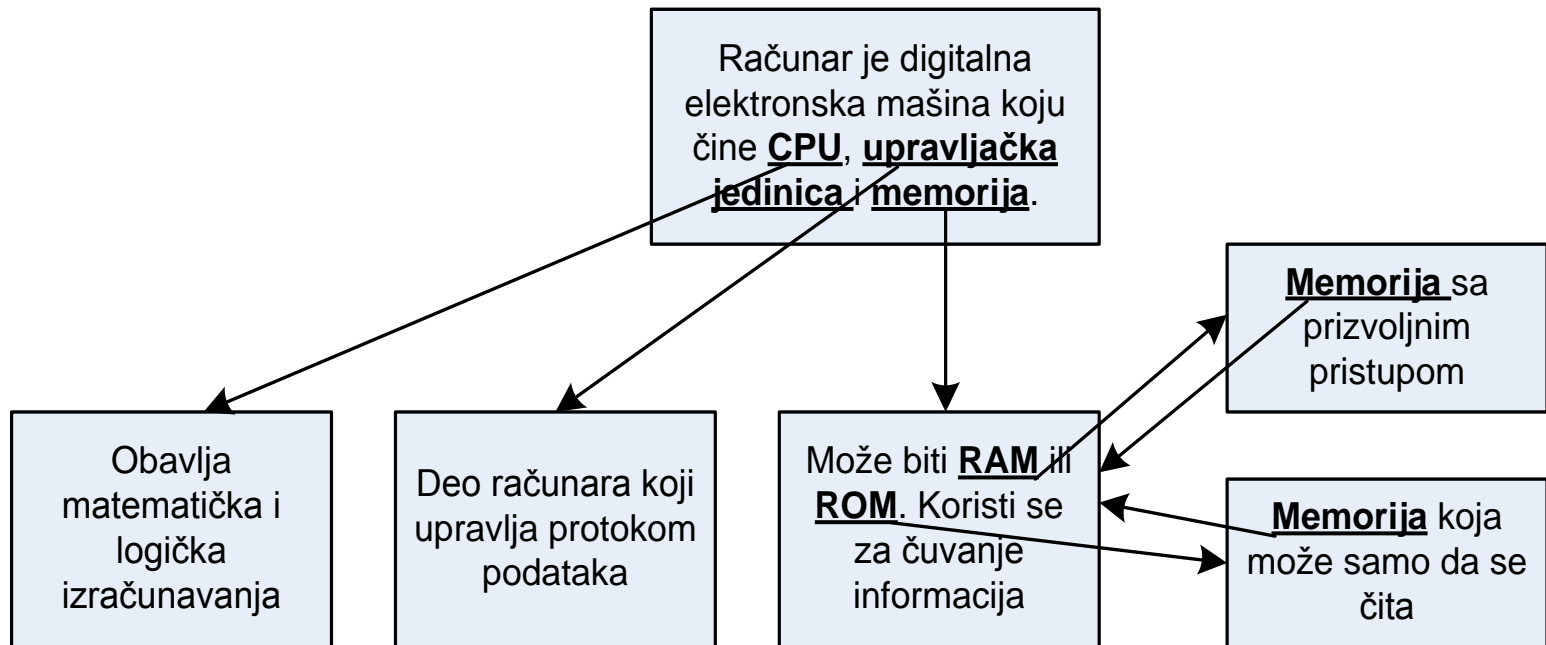 Računar je digitalna
elektronska mašina koju
čine CPU, upravljačka
jedinica i memorija.
Memorija sa
prizvoljnim
pristupom
Obavlja
matematička i
logička
izračunavanja
Deo računara koji
upravlja protokom
podataka
Može biti RAM ili
ROM. Koristi se
za čuvanje
informacija
Memorija koja
može samo da se
čita